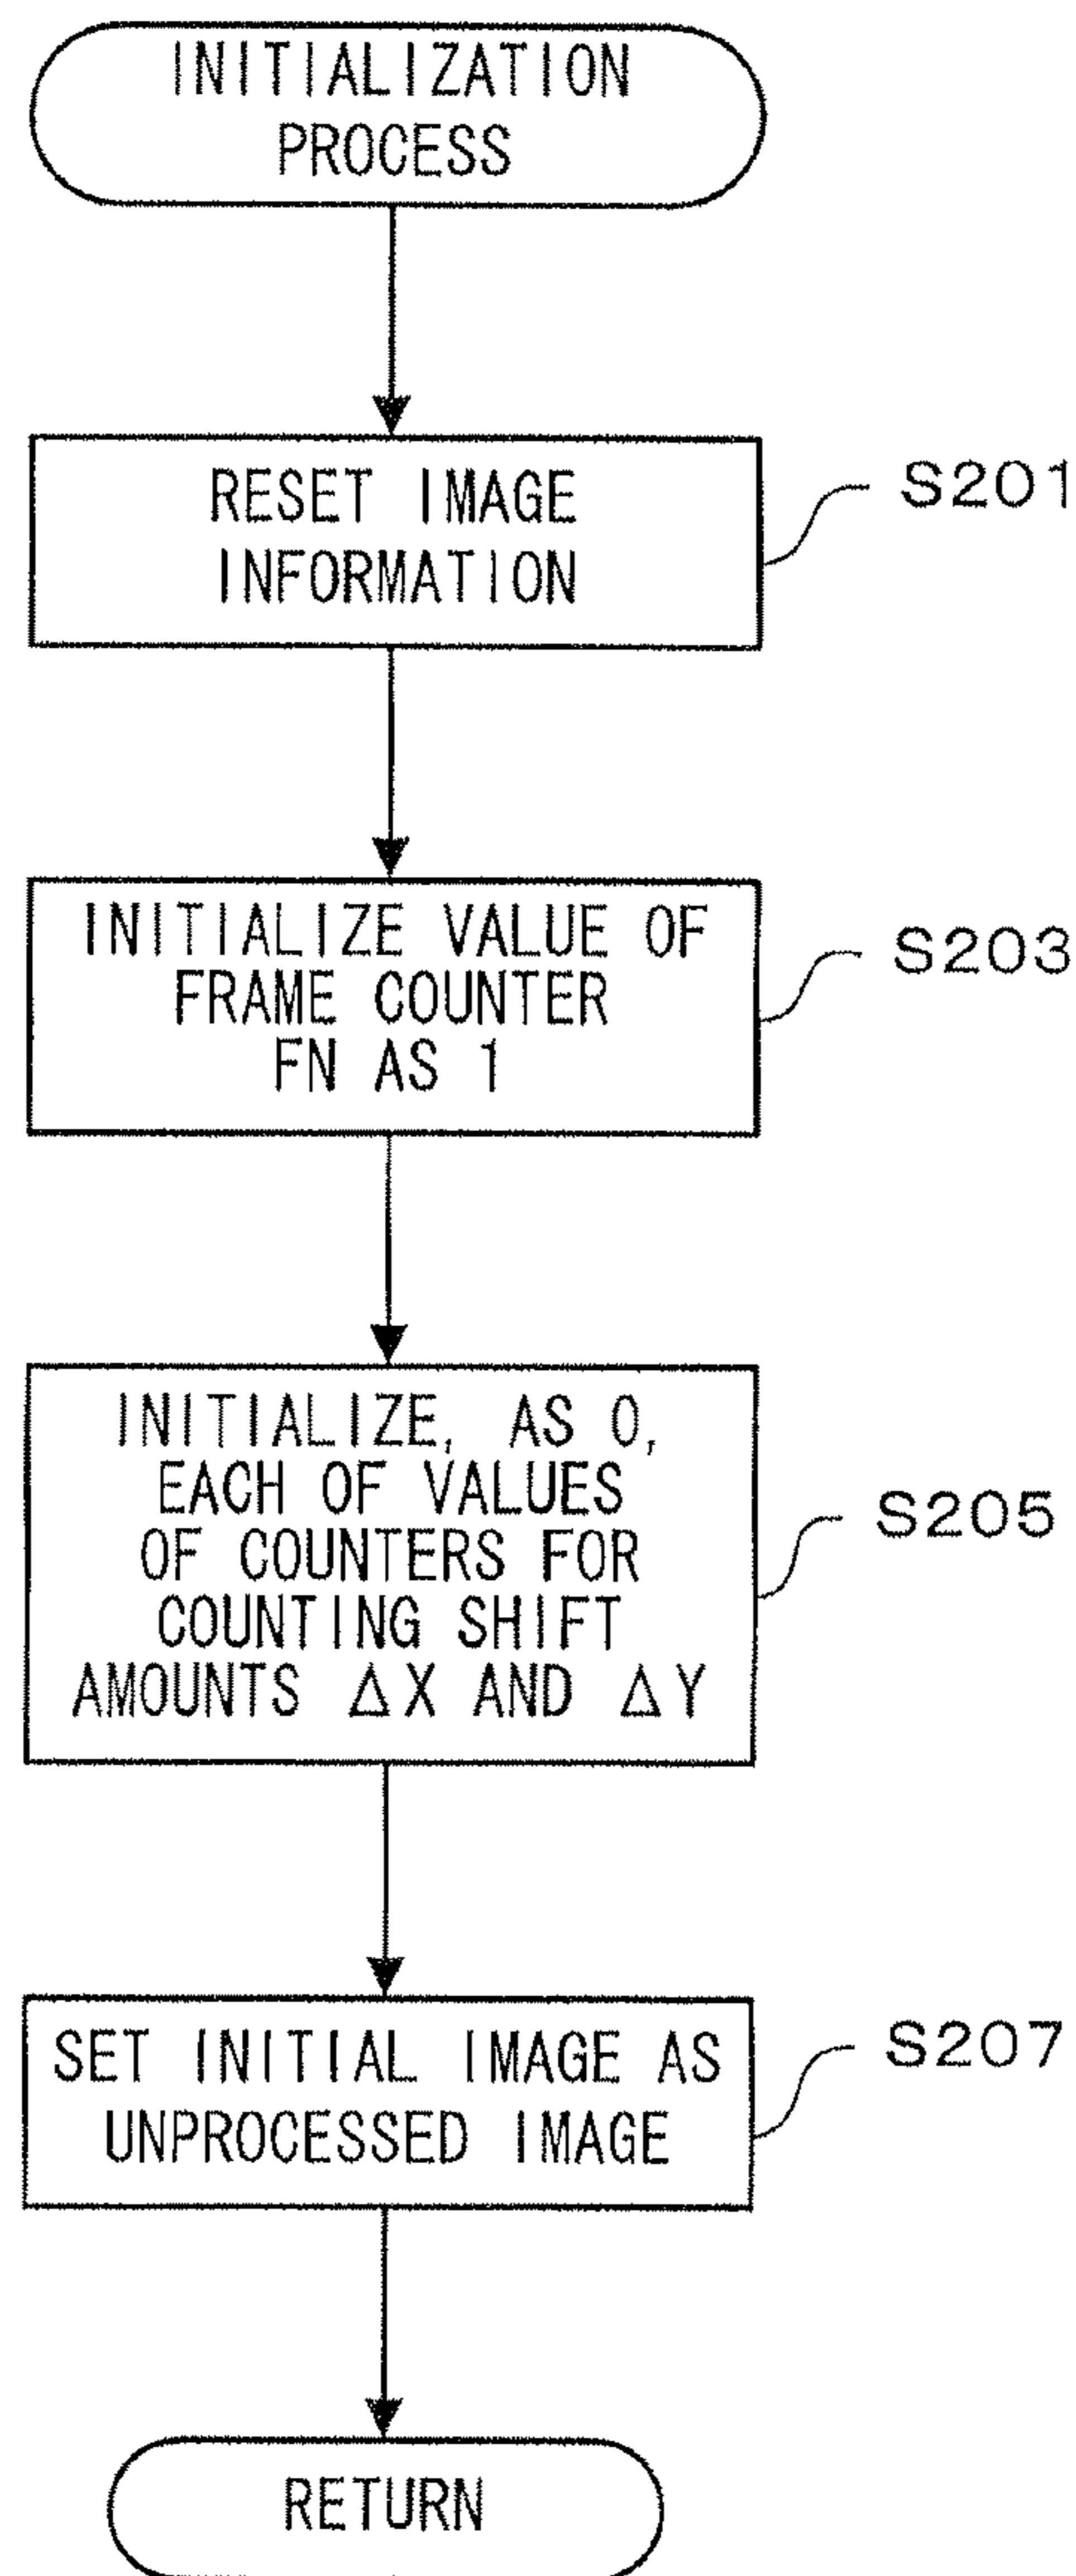 INITIALIZATION
PROCESS
RESET IMAGE
INFORMATION
S201
INITIALIZE VALUE OF
FRAME COUNTER
FN AS 1
S203
INITIALIZE, AS 0,
EACH OF VALUES
OF COUNTERS FOR
COUNTING SHIFT
AMOUNTS ΔX AND ΔY
S205
SET INITIAL IMAGE AS
UNPROCESSED IMAGE
S207
RETURN